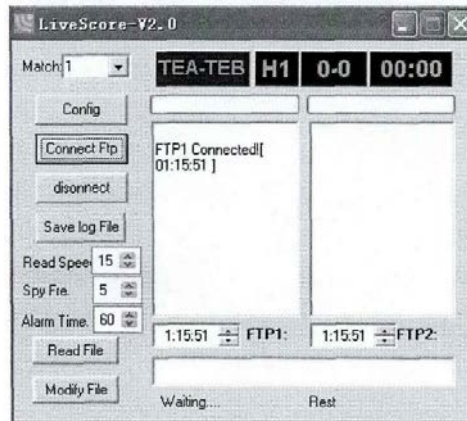 LiveScore-V2.0
Match: 1 TEA-TEB H1 0-0 00:00
Config
Connect Ftp
disonnect
Save log File
Read Spee 15
Spy Fre. 5
Alarm Time. 60
Read File
Modify File
FTP1 Connected![
01:15:51 ]
1:15:51 FTP1: 1:15:51 FTP2:
Waiting.... Rest